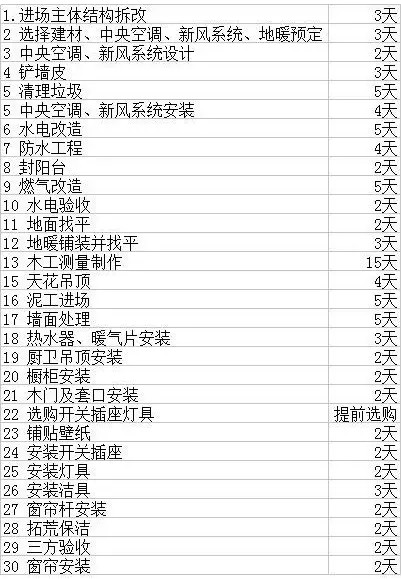 1.进场主体结构拆改 3天
2 选择建材、中央空调、新风系统、地暖预定 3天
3 中央空调、新风系统设计 2天
4 铲墙皮 3天
5 清理垃圾 5天
5 中央空调、新风系统安装 4天
6 水电改造 5天
7 防水工程 4天
8 封阳台 2天
9 燃气改造 5天
10 水电验收 2天
11 地面找平 2天
12 地暖铺装并找平 3天
13 木工测量制作 15天
15 天花吊顶 4天
16 泥工进场 5天
17 墙面处理 5天
18 热水器、暖气片安装 3天
19 厨卫吊顶安装 2天
20 橱柜安装 2天
21 木门及套口安装 2天
22 选购开关插座灯具 提前选购
23 铺贴壁纸 2天
24 安装开关插座 2天
25 安装灯具 2天
26 安装洁具 3天
27 窗帘杆安装 2天
28 拓荒保洁 2天
29 三方验收 2天
30 窗帘安装 2天